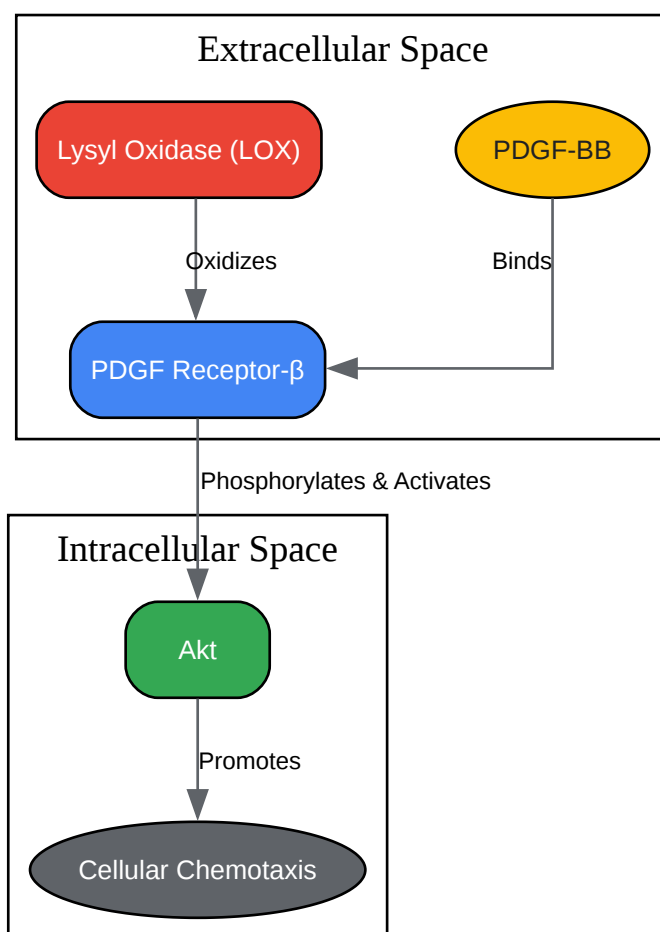 Extracellular Space
Lysyl Oxidase (LOX)
PDGF-BB
Oxidizes
Binds
PDGF Receptor-β
Phosphorylates & Activates
Intracellular Space
Akt
Promotes
Cellular Chemotaxis